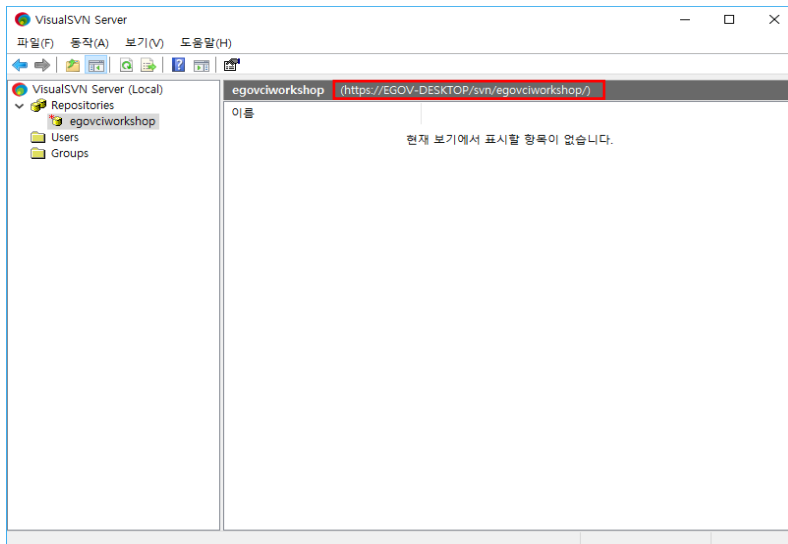 VisualSVN Server
파일(F) 동작(A) 보기(V) 도움말(H)
VisualSVN Server (Local)
Repositories
egovciworkshop
Users
Groups
egovciworkshop (https://EGOV-DESKTOP/svn/egovciworkshop/)
이름
현재 보기에서 표시할 항목이 없습니다.